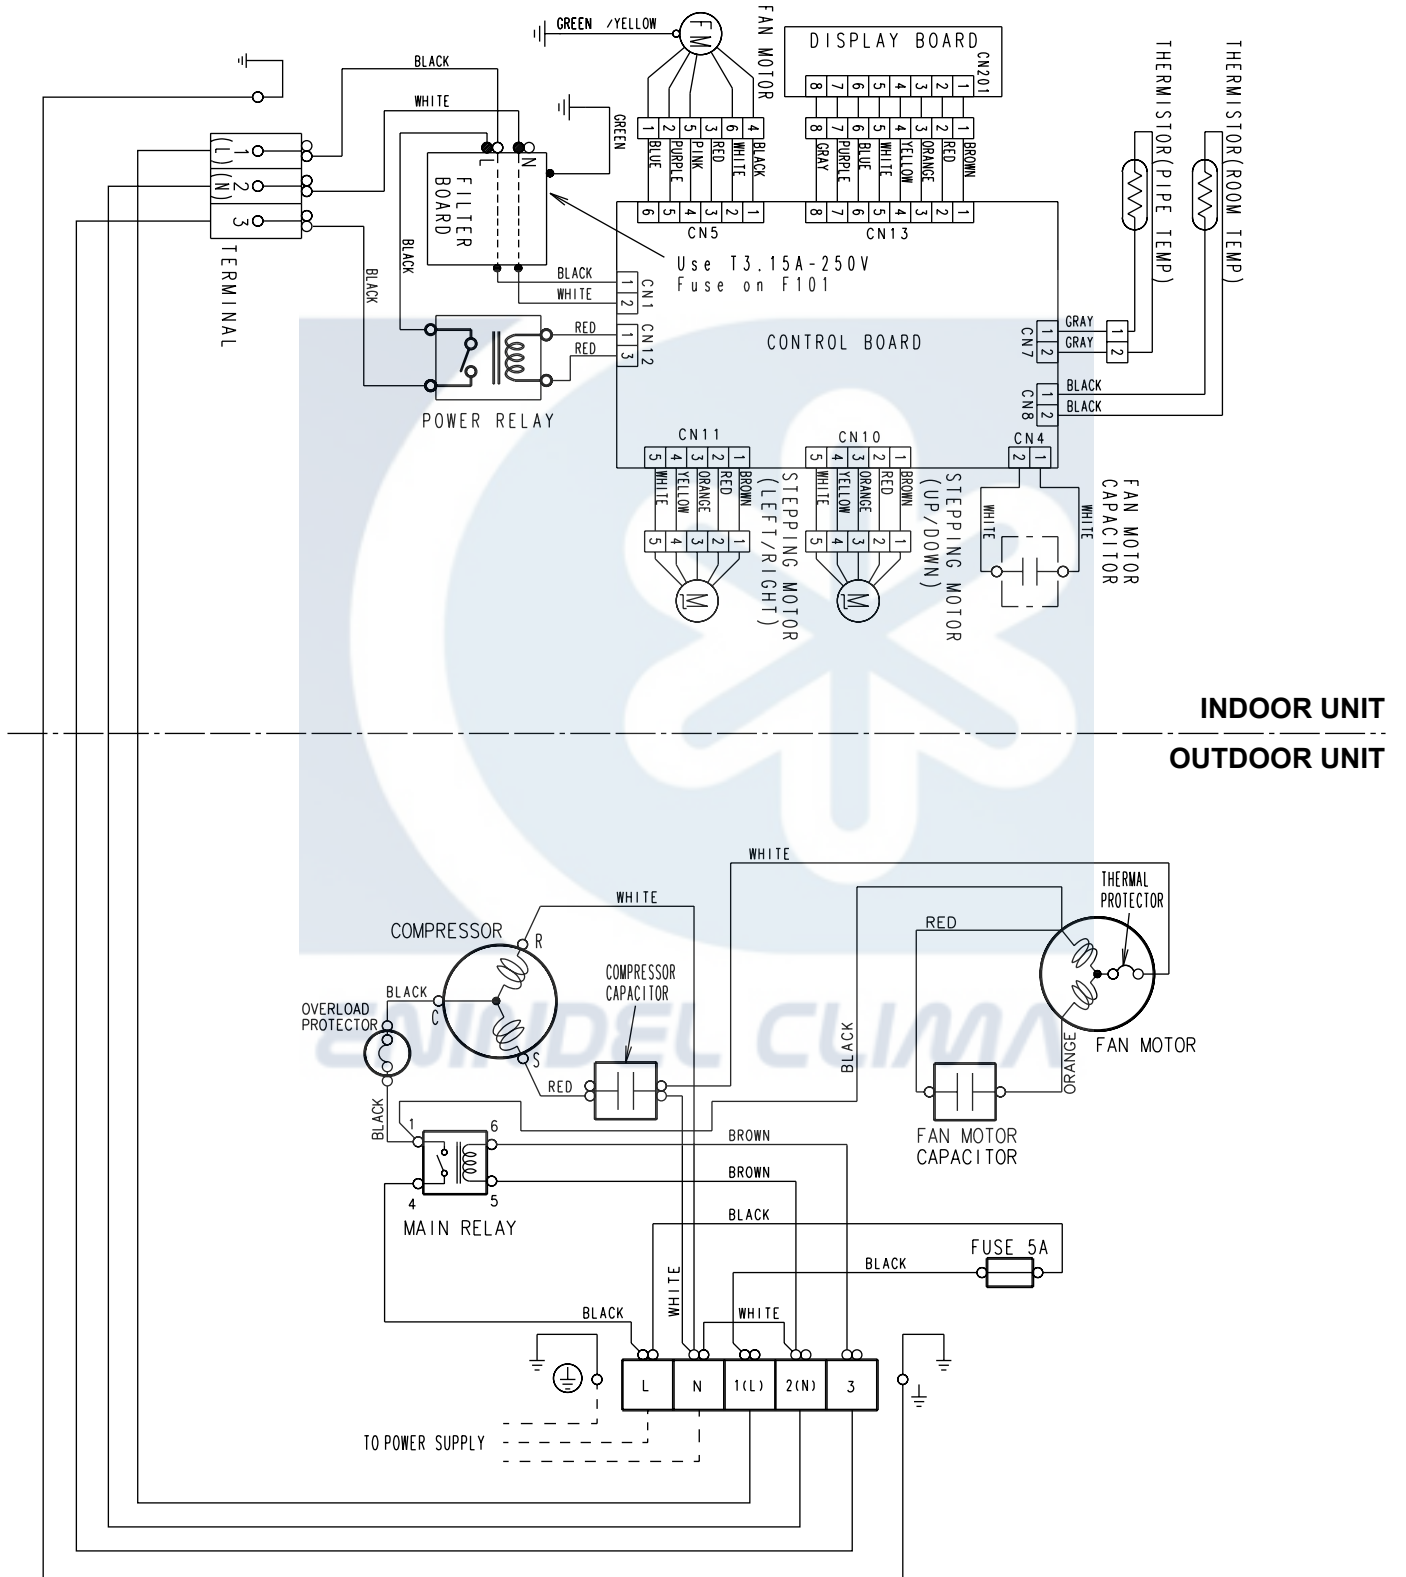 GREEN /YELLOW
FM
FAN MOTOR
DISPLAY BOARD
CN201
8 7 6 5 4 3 2 1
THERMISTOR(PIPE TEMP)
THERMISTOR(ROOM TEMP)
BLACK
WHITE
GREEN
1 2 5 3 6 4
BLUE
PURPLE
PINK
RED
WHITE
BLACK
6 5 4 3 2 1
CN5
8 7 6 5 4 3 2 1
GRAY
PURPLE
BLUE
WHITE
YELLOW
ORANGE
RED
BROWN
8 7 6 5 4 3 2 1
CN13
1 (L)
2 (N)
3
TERMINAL
L N
FILTER
BOARD
Use T3.15A-250V
Fuse on F101
BLACK
BLACK
BLACK
WHITE
1
2
CN1
RED
RED
1
3
CN12
CONTROL BOARD
POWER RELAY
CN7
1
2
GRAY
GRAY
1
2
CN8
1
2
BLACK
BLACK
CN11
5 4 3 2 1
WHITE
YELLOW
ORANGE
RED
BROWN
5 4 3 2 1
M
STEPPING MOTOR
(LEFT/RIGHT)
CN10
5 4 3 2 1
WHITE
YELLOW
ORANGE
RED
BROWN
5 4 3 2 1
M
STEPPING MOTOR
(UP/DOWN)
CN4
2 1
WHITE
WHITE
FAN MOTOR
CAPACITOR
INDOOR UNIT
OUTDOOR UNIT
WHITE
WHITE
THERMAL
PROTECTOR
COMPRESSOR
R
RED
COMPRESSOR
CAPACITOR
BLACK
C
OVERLOAD
PROTECTOR
ENINDEL CLIMA
BLACK
ORANGE
FAN MOTOR
S
RED
BLACK
1
6
BROWN
FAN MOTOR
CAPACITOR
BROWN
4
5
MAIN RELAY
BLACK
FUSE 5A
BLACK
WHITE
BLACK
WHITE
L N 1(L) 2(N) 3
TO POWER SUPPLY